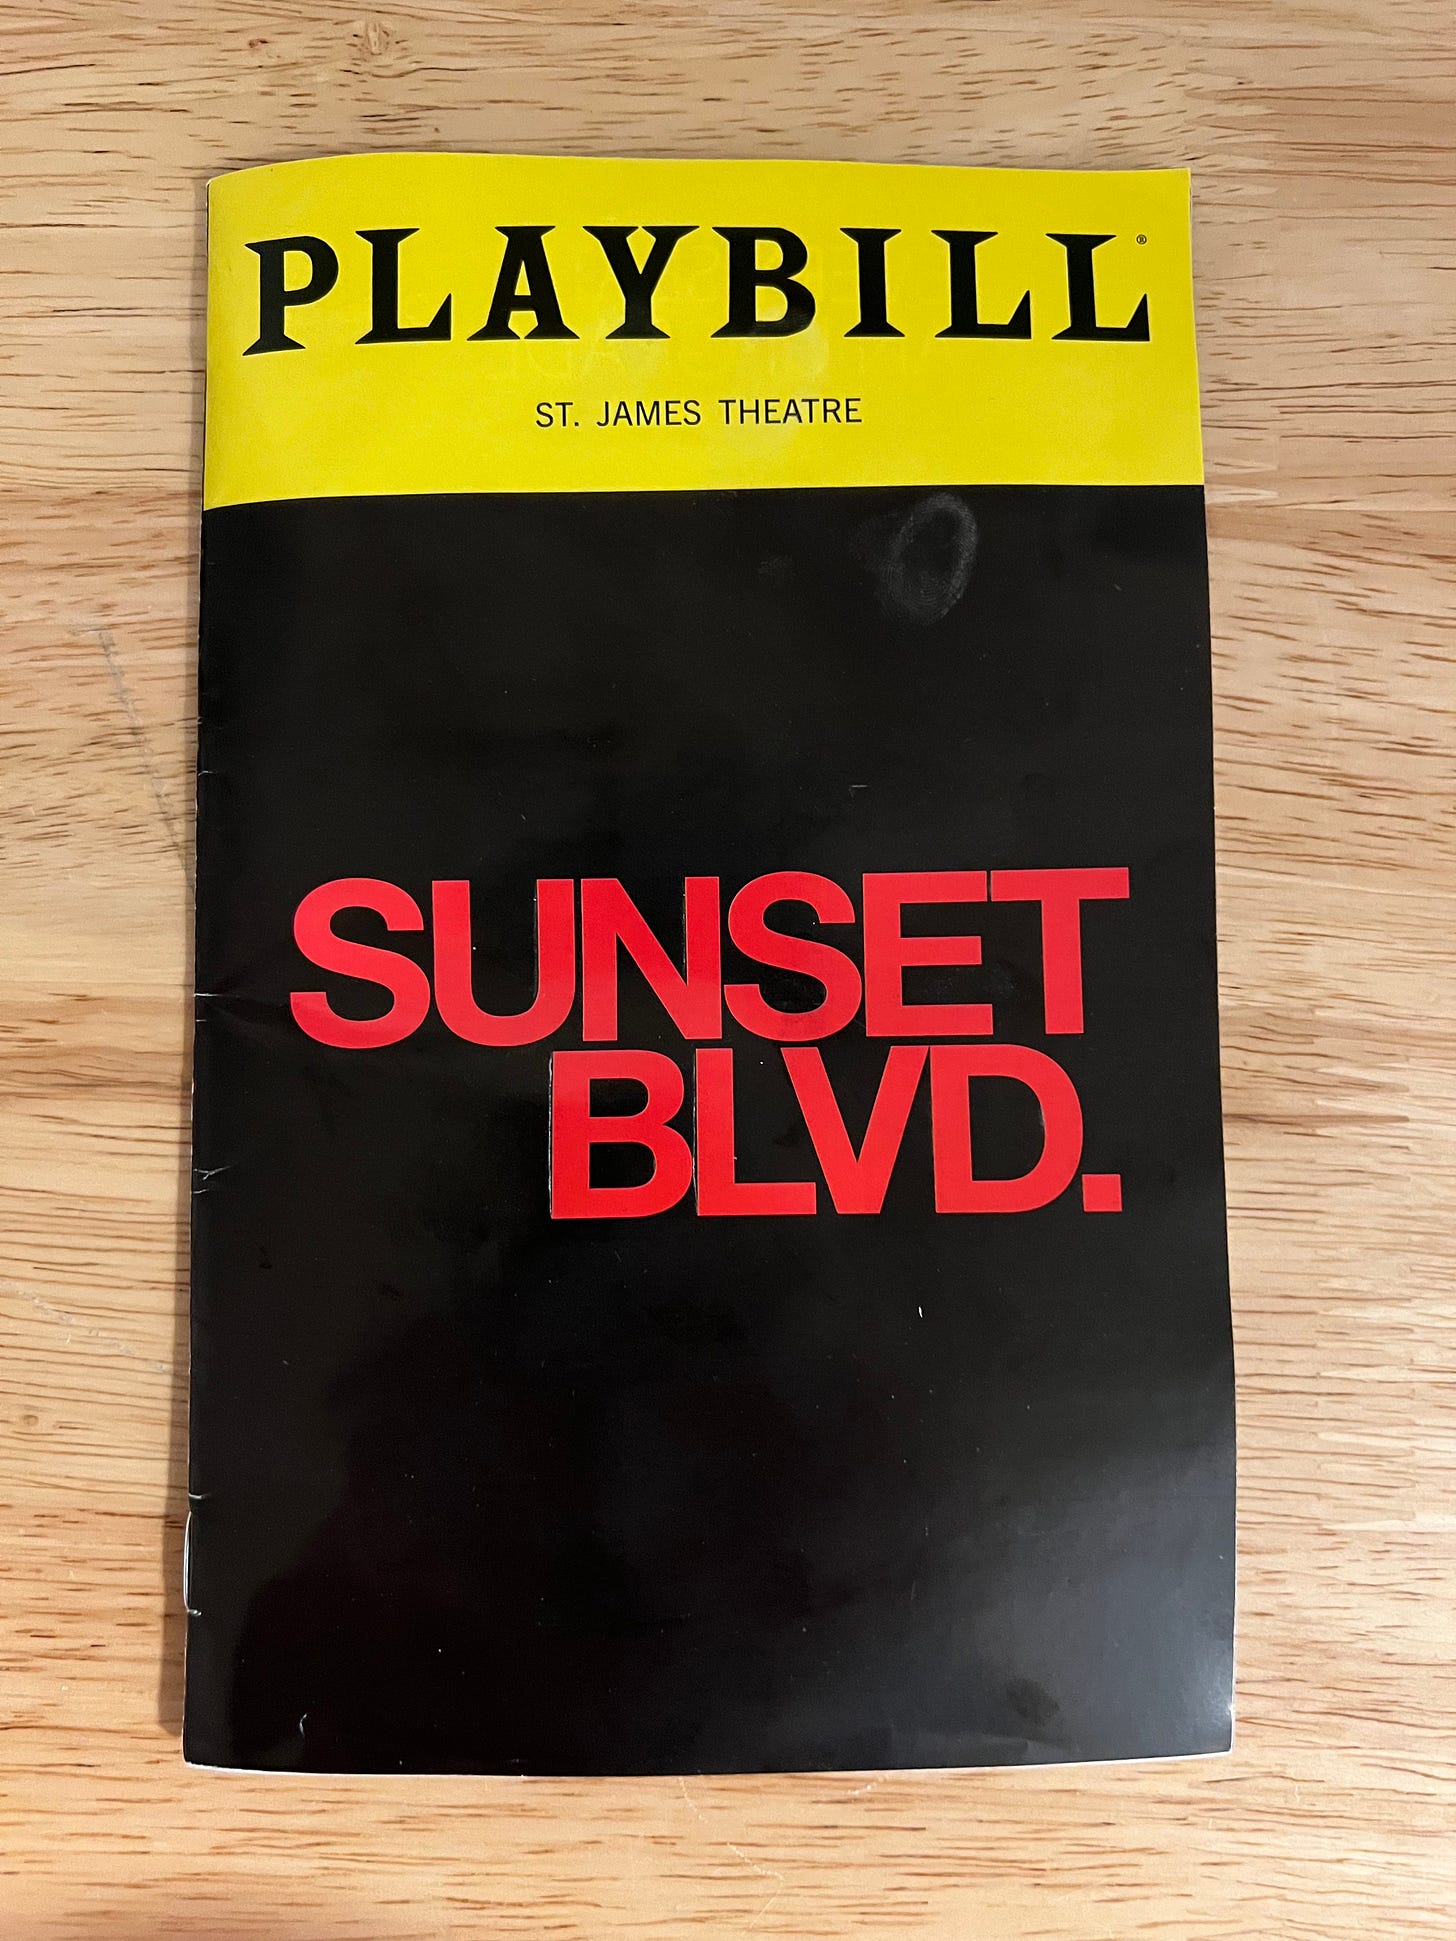 PLAYBILL®
ST. JAMES THEATRE
SUNSET
BLVD.